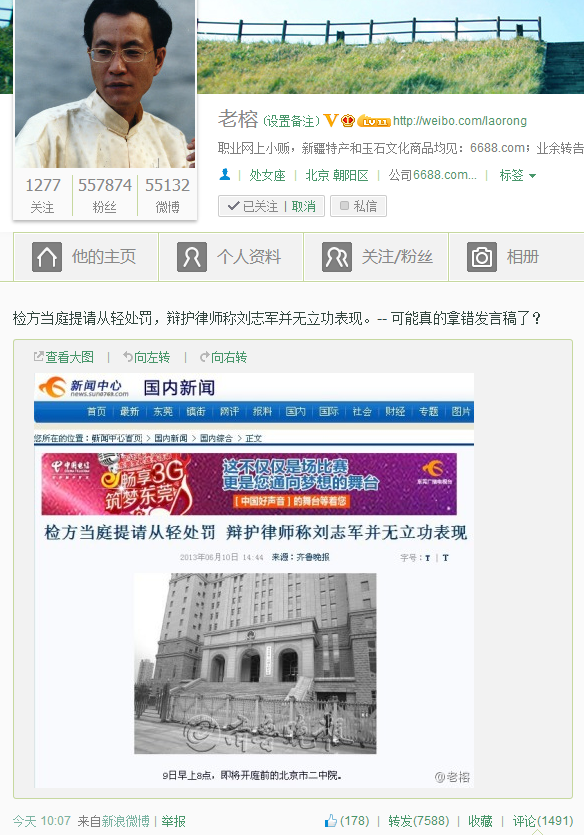 老榕 (设置备注) V LV11 http://weibo.com/laorong
职业网上小贩，新疆特产和玉石文化商品均见：6688.com；业余转告
处女座 | 北京 朝阳区 | 公司6688.com... | 标签
1277 557874 55132
关注 粉丝 微博
已关注 | 取消 私信
他的主页 个人资料 关注/粉丝 相册
检方当庭提请从轻处罚，辩护律师称刘志军并无立功表现。-- 可能真的拿错发言稿了？
查看大图 | 向左转 | 向右转
新闻中心 国内新闻
news.sun0769.com
首页 最新 东莞 镇街 网评 报料 国内 国际 社会 财经 专题 图片
您所在的位置：新闻中心首页 > 国内新闻 > 国内综合 > 正文
中国电信 畅享3G 这不仅仅是场比赛
筑梦东莞 更是您通向梦想的舞台
【中国好声音】的舞台等着您
检方当庭提请从轻处罚 辩护律师称刘志军并无立功表现
2013年06月10日 14:44 来源：齐鲁晚报 字号：T | T
齐鲁晚报
9日早上8点，即将开庭前的北京市二中院。
@老榕
今天 10:07 来自新浪微博 | 举报 (178) | 转发(7588) | 收藏 | 评论(1491)